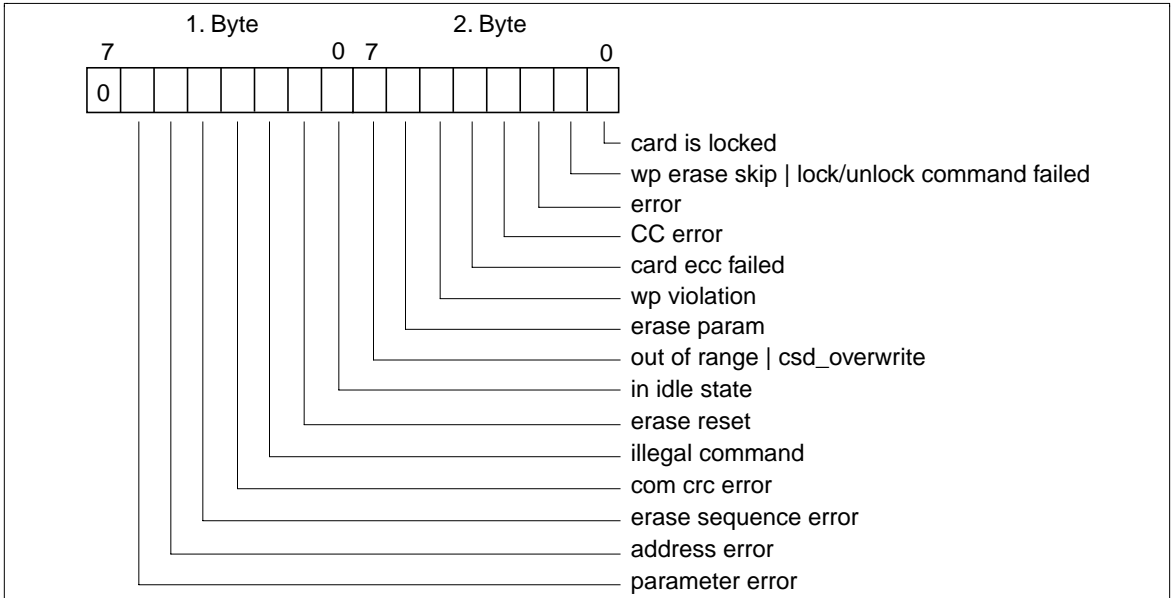 1. Byte 2. Byte
7 0 7 0
0
card is locked
wp erase skip | lock/unlock command failed
error
CC error
card ecc failed
wp violation
erase param
out of range | csd_overwrite
in idle state
erase reset
illegal command
com crc error
erase sequence error
address error
parameter error